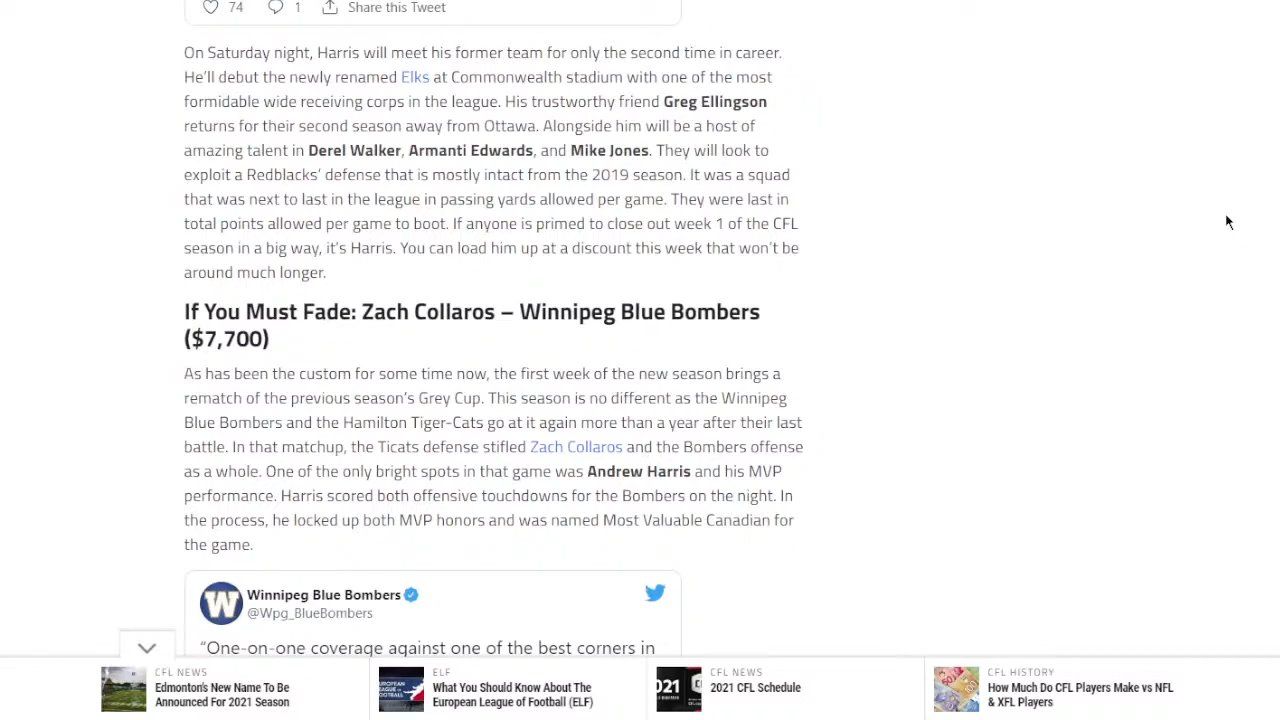 74 1 Share this Tweet
On Saturday night, Harris will meet his former team for only the second time in career.
He'll debut the newly renamed Elks at Commonwealth stadium with one of the most
formidable wide receiving corps in the league. His trustworthy friend Greg Ellingson
returns for their second season away from Ottawa. Alongside him will be a host of
amazing talent in Derel Walker, Armanti Edwards, and Mike Jones. They will look to
exploit a Redblacks' defense that is mostly intact from the 2019 season. It was a squad
that was next to last in the league in passing yards allowed per game. They were last in
total points allowed per game to boot. If anyone is primed to close out week 1 of the CFL
season in a big way, it's Harris. You can load him up at a discount this week that won't be
around much longer.
If You Must Fade: Zach Collaros – Winnipeg Blue Bombers
($7,700)
As has been the custom for some time now, the first week of the new season brings a
rematch of the previous season's Grey Cup. This season is no different as the Winnipeg
Blue Bombers and the Hamilton Tiger-Cats go at it again more than a year after their last
battle. In that matchup, the Ticats defense stifled Zach Collaros and the Bombers offense
as a whole. One of the only bright spots in that game was Andrew Harris and his MVP
performance. Harris scored both offensive touchdowns for the Bombers on the night. In
the process, he locked up both MVP honors and was named Most Valuable Canadian for
the game.
W
Winnipeg Blue Bombers
@Wpg_BlueBombers
“One-on-one coverage against one of the best corners in
CFL NEWS
Edmonton's New Name To Be
Announced For 2021 Season
EUROPEAN
LEAGUE
FOOTBALL
ELF
What You Should Know About The
European League of Football (ELF)
021
CFL NEWS
2021 CFL Schedule
CFL HISTORY
How Much Do CFL Players Make vs NFL
& XFL Players